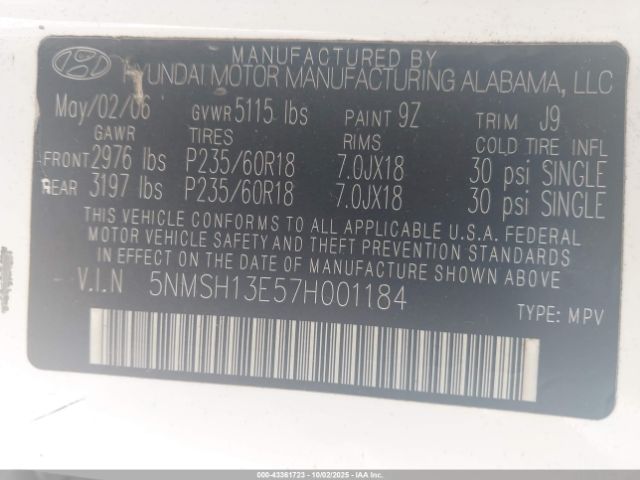 MANUFACTURED BY
HYUNDAI MOTOR MANUFACTURING ALABAMA, LLC
May/02/06 GVWR 5115 lbs PAINT 9Z TRIM J9
GAWR TIRES RIMS COLD TIRE INFL
FRONT 2976 lbs P235/60R18 7.0JX18 30 psi SINGLE
REAR 3197 lbs P235/60R18 7.0JX18 30 psi SINGLE
THIS VEHICLE CONFORMS TO ALL APPLICABLE U.S.A. FEDERAL
MOTOR VEHICLE SAFETY AND THEFT PREVENTION STANDARDS
IN EFFECT ON THE DATE OF MANUFACTURE SHOWN ABOVE
V.I.N 5NMSH13E57H001184
TYPE: MPV
000-43361723 - 10/02/2025 - IAAI.COM